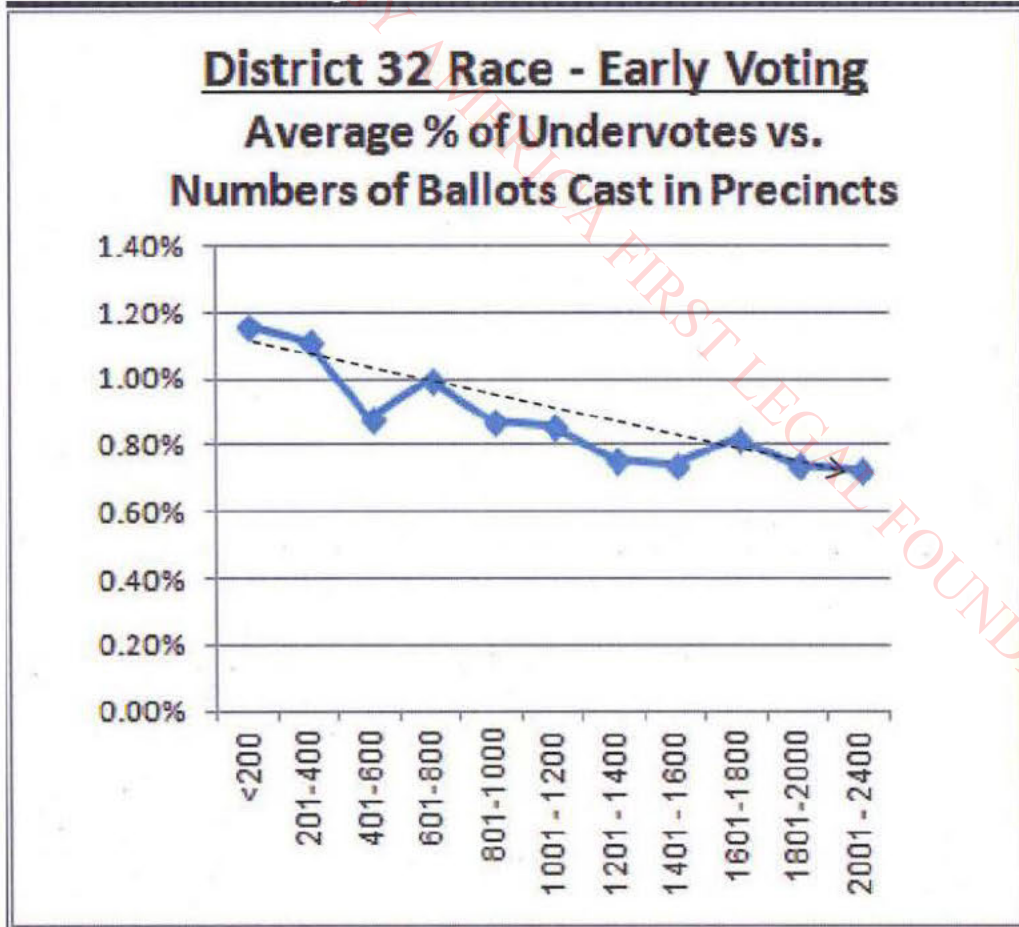 District 32 Race - Early Voting
Average % of Undervotes vs.
Numbers of Ballots Cast in Precincts
1.40%
1.20%
1.00%
0.80%
0.60%
0.40%
0.20%
0.00%
<200
201-400
401-600
601-800
801-1000
1001 - 1200
1201 - 1400
1401 - 1600
1601-1800
1801-2000
2001 - 2400
AMERICA FIRST LEGAL